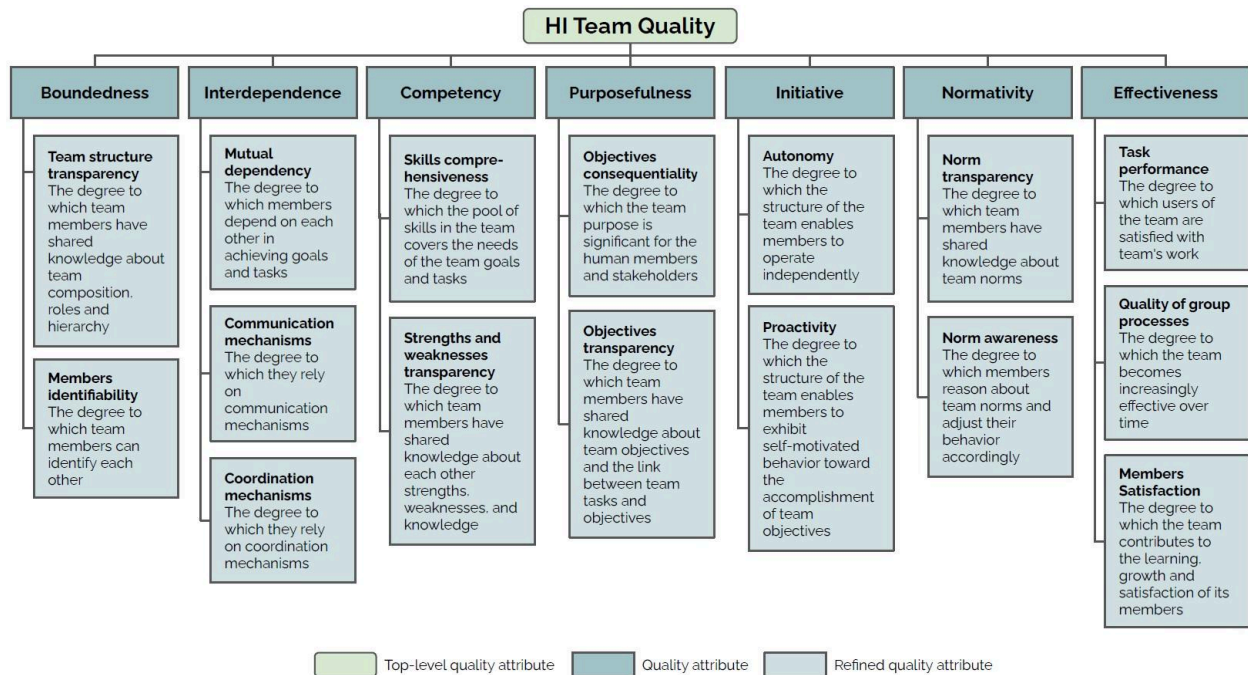 HI Team Quality
Boundedness
Interdependence
Competency
Purposefulness
Initiative
Normativity
Effectiveness
Team structure
transparency
The degree to
which team
members have
shared
knowledge about
team
composition,
roles and
hierarchy
Members
identifiability
The degree to
which team
members can
identify each
other
Mutual
dependency
The degree to
which members
depend on each
other in
achieving goals
and tasks
Communication
mechanisms
The degree to
which they rely
on
communication
mechanisms
Coordination
mechanisms
The degree to
which they rely
on coordination
mechanisms
Skills compre-
hensiveness
The degree to
which the pool of
skills in the team
covers the needs
of the team goals
and tasks
Strengths and
weaknesses
transparency
The degree to
which team
members have
shared
knowledge about
each other
strengths,
weaknesses, and
knowledge
Objectives
consequentiality
The degree to
which the team
purpose is
significant for the
human members
and stakeholders
Objectives
transparency
The degree to
which team
members have
shared
knowledge about
team objectives
and the link
between team
tasks and
objectives
Autonomy
The degree to
which the
structure of the
team enables
members to
operate
independently
Proactivity
The degree to
which the
structure of the
team enables
members to
exhibit
self-motivated
behavior toward
the
accomplishment
of team
objectives
Norm
transparency
The degree to
which team
members have
shared
knowledge about
team norms
Norm awareness
The degree to
which members
reason about
team norms and
adjust their
behavior
accordingly
Task
performance
The degree to
which users of
the team are
satisfied with
team's work
Quality of group
processes
The degree to
which the team
becomes
increasingly
effective over
time
Members
Satisfaction
The degree to
which the team
contributes to
the learning,
growth and
satisfaction of its
members
Top-level quality attribute
Quality attribute
Refined quality attribute